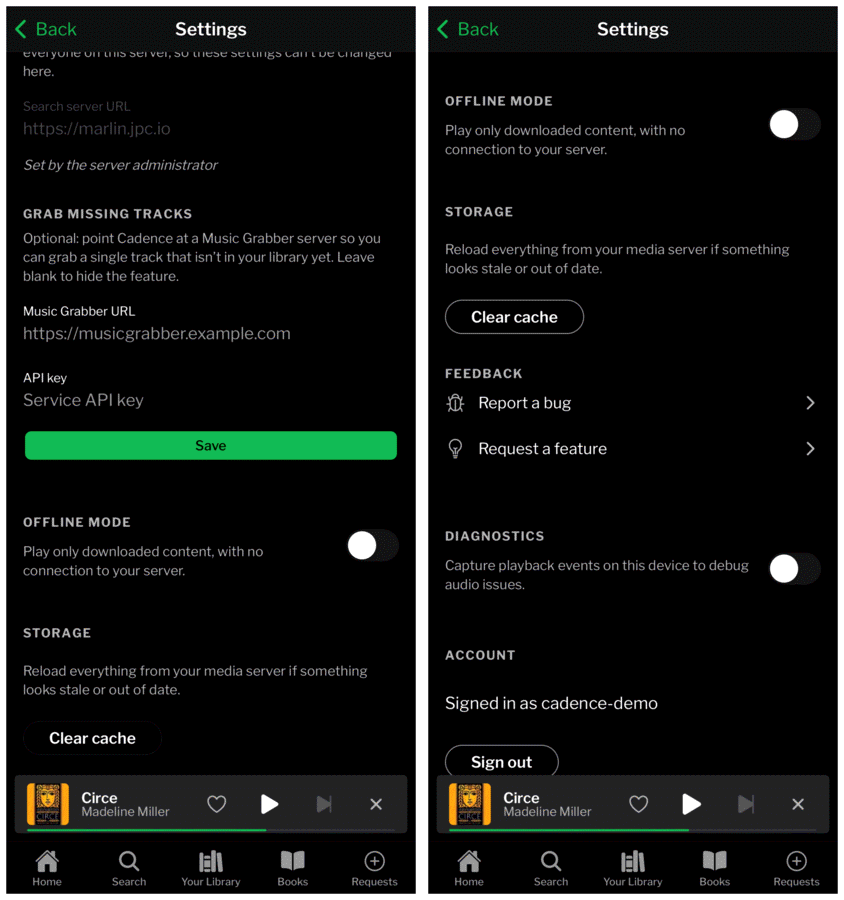 Back
Settings
everyone on this server, so these settings can't be changed
here.
Search server URL
https://marlin.jpc.io
Set by the server administrator
GRAB MISSING TRACKS
Optional: point Cadence at a Music Grabber server so you
can grab a single track that isn't in your library yet. Leave
blank to hide the feature.
Music Grabber URL
https://musicgrabber.example.com
API key
Service API key
Save
OFFLINE MODE
Play only downloaded content, with no
connection to your server.
STORAGE
Reload everything from your media server if something
looks stale or out of date.
Clear cache
CIRCE
Circe
Madeline Miller
Home
Search
Your Library
Books
Requests
Back
Settings
OFFLINE MODE
Play only downloaded content, with no
connection to your server.
STORAGE
Reload everything from your media server if something
looks stale or out of date.
Clear cache
FEEDBACK
Report a bug
Request a feature
DIAGNOSTICS
Capture playback events on this device to debug
audio issues.
ACCOUNT
Signed in as cadence-demo
Sign out
CIRCE
Circe
Madeline Miller
Home
Search
Your Library
Books
Requests